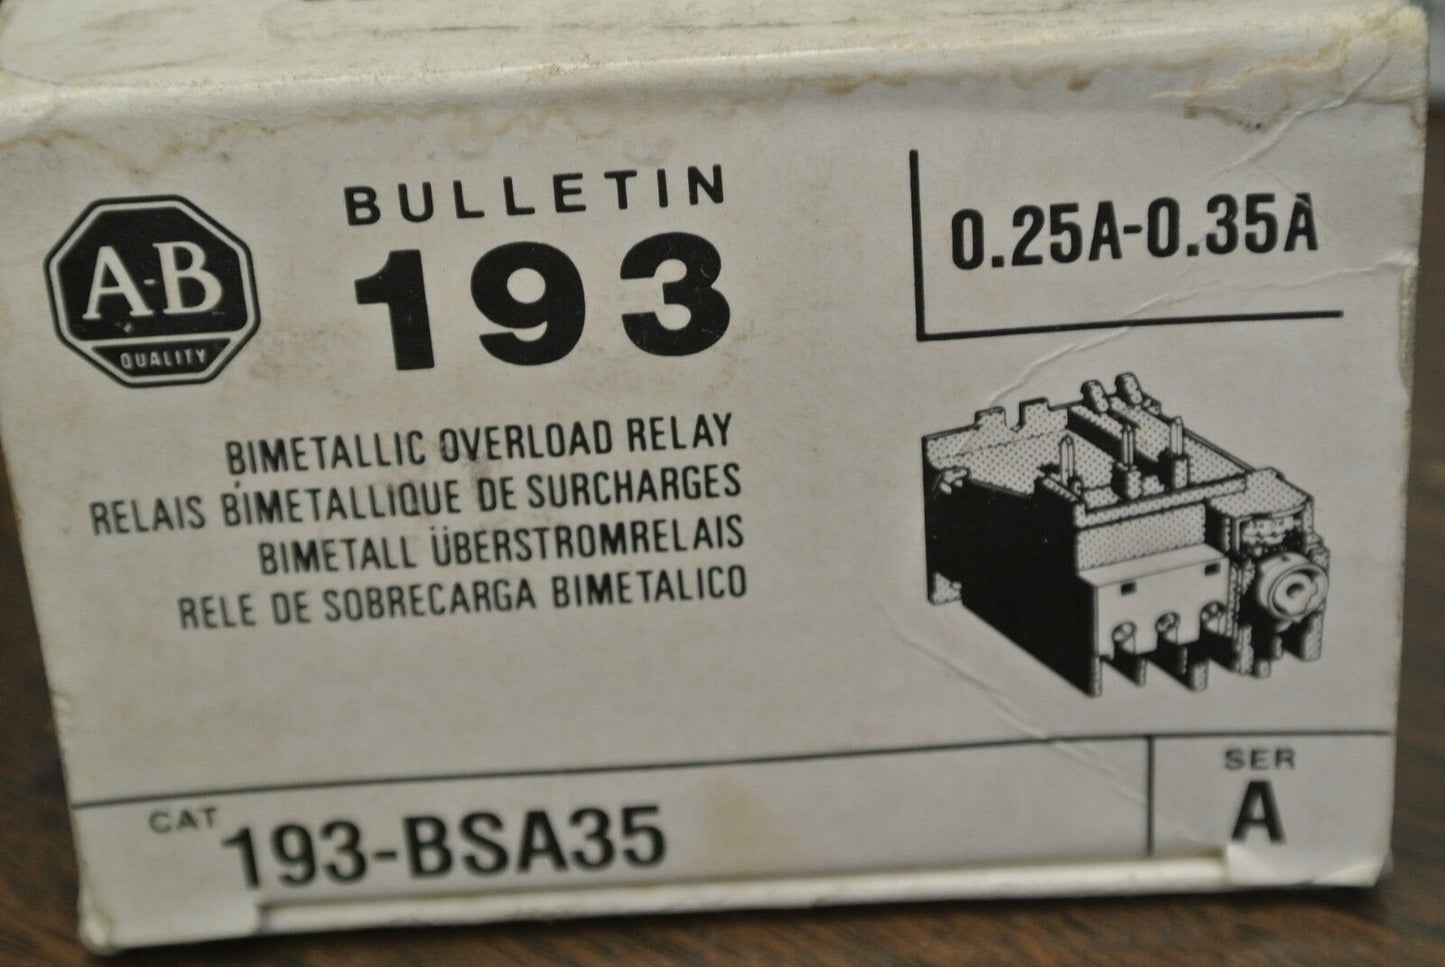 A-B
QUALITY
BULLETIN
193
0.25A-0.35A
BIMETALLIC OVERLOAD RELAY
RELAIS BIMETALLIQUE DE SURCHARGES
BIMETALL ÜBERSTROMRELAIS
RELE DE SOBRECARGA BIMETALICO
CAT 193-BSA35
SER
A